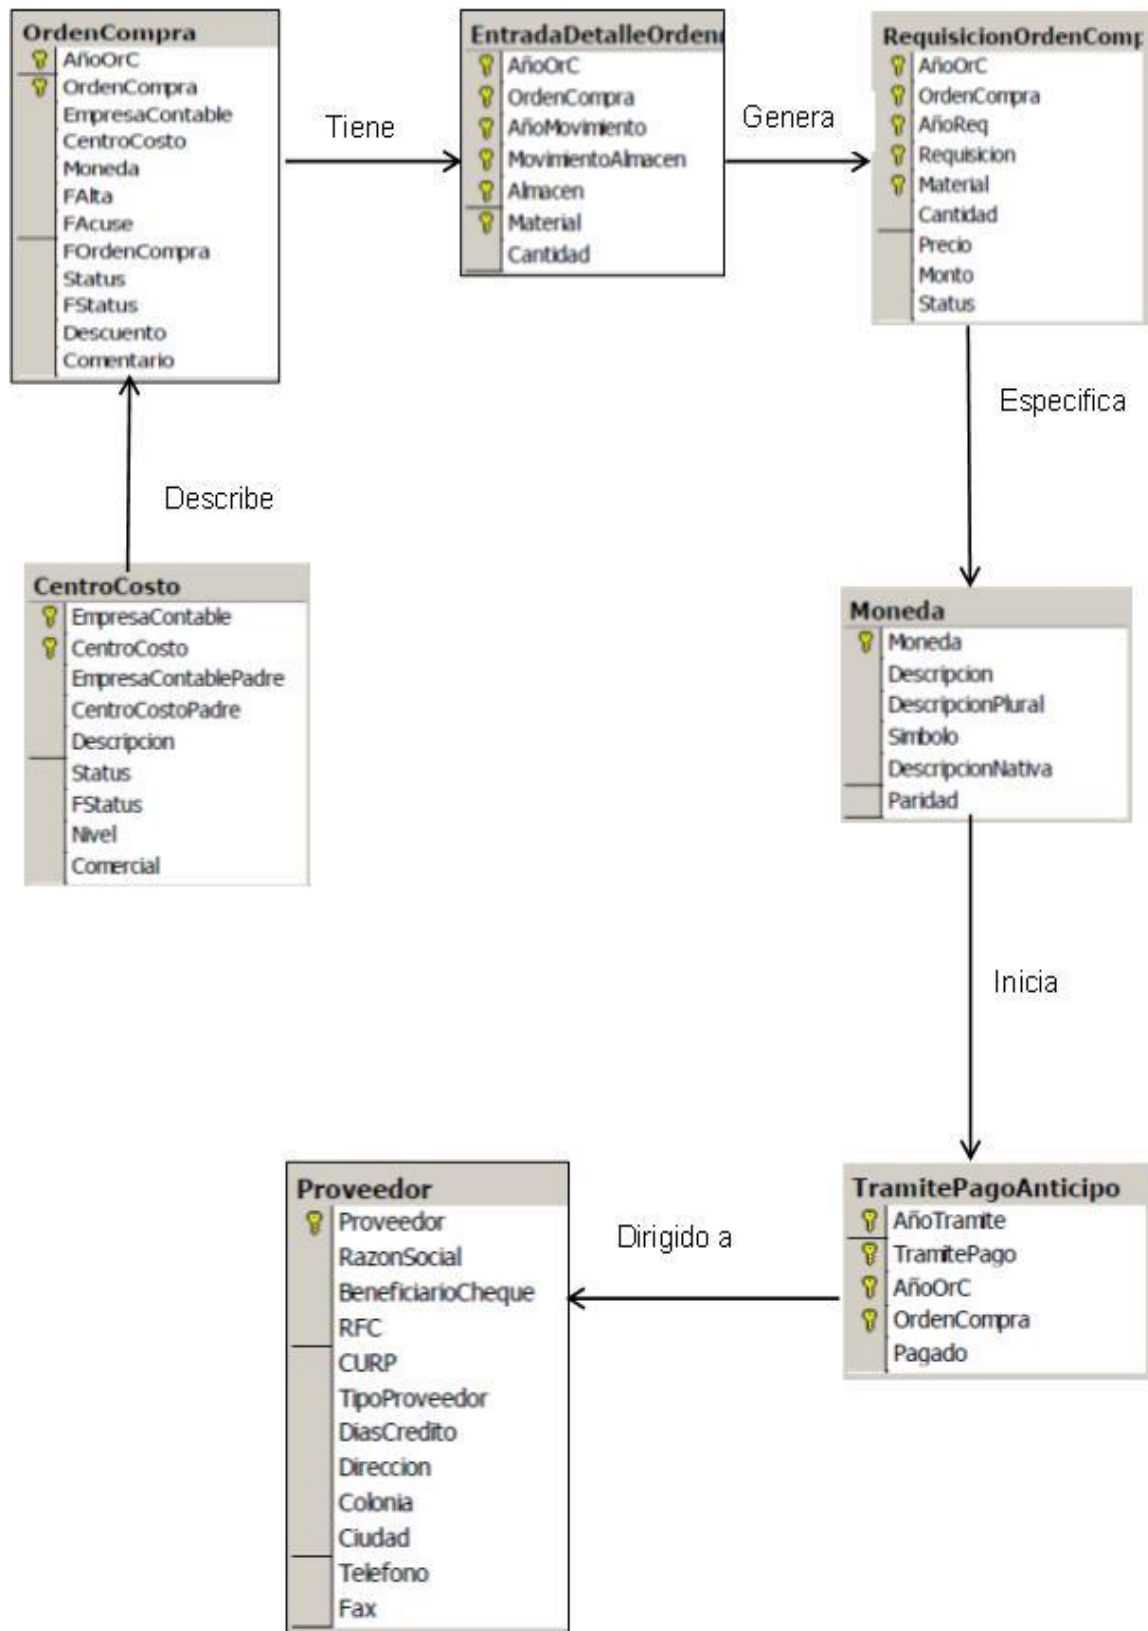 OrdenCompra
AñoOrC
OrdenCompra
EmpresaContable
CentroCosto
Moneda
FAlta
FAcuse
FOrdenCompra
Status
FStatus
Descuento
Comentario
Tiene
EntradaDetalleOrden
AñoOrC
OrdenCompra
AñoMovimiento
MovimientoAlmacen
Almacen
Material
Cantidad
Genera
RequisicionOrdenComp
AñoOrC
OrdenCompra
AñoReq
Requisicion
Material
Cantidad
Precio
Monto
Status
Especifica
Describe
CentroCosto
EmpresaContable
CentroCosto
EmpresaContablePadre
CentroCostoPadre
Descripcion
Status
FStatus
Nivel
Comercial
Moneda
Moneda
Descripcion
DescripcionPlural
Simbolo
DescripcionNativa
Paridad
Inicia
Proveedor
Proveedor
RazonSocial
BeneficiarioCheque
RFC
CURP
TipoProveedor
DiasCredito
Direccion
Colonia
Ciudad
Telefono
Fax
Dirigido a
TramitePagoAnticipo
AñoTramite
TramitePago
AñoOrC
OrdenCompra
Pagado